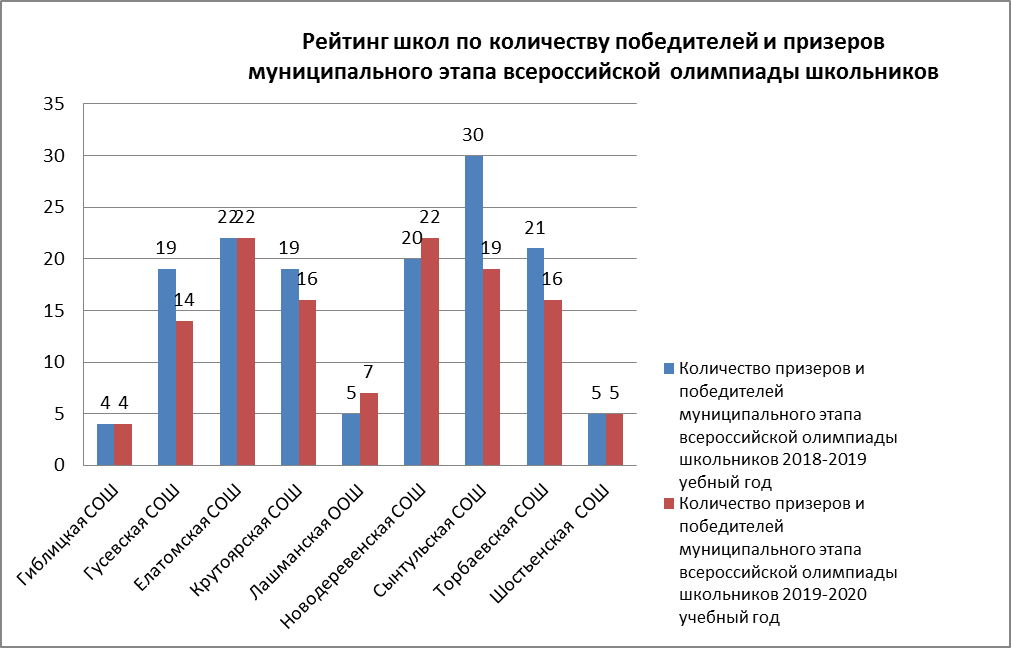 Рейтинг школ по количеству победителей и призеров
муниципального этапа всероссийской олимпиады школьников
35
30
25
20
15
10
5
0
4 4
19
14
22 22
19
16
5
7
20
22
30
19
21
16
5 5
Гиблицкая СОШ
Гусевская СОШ
Елатомская СОШ
Крутоярская СОШ
Лашманская ООШ
Новодеревенская СОШ
Сынтульская СОШ
Торбаевская СОШ
Шостьенская СОШ
Количество призеров и
победителей
муниципального этапа
всероссийской олимпиады
школьников 2018-2019
уебный год
Количество призеров и
победителей
муниципального этапа
всероссийской олимпиады
школьников 2019-2020
учебный год